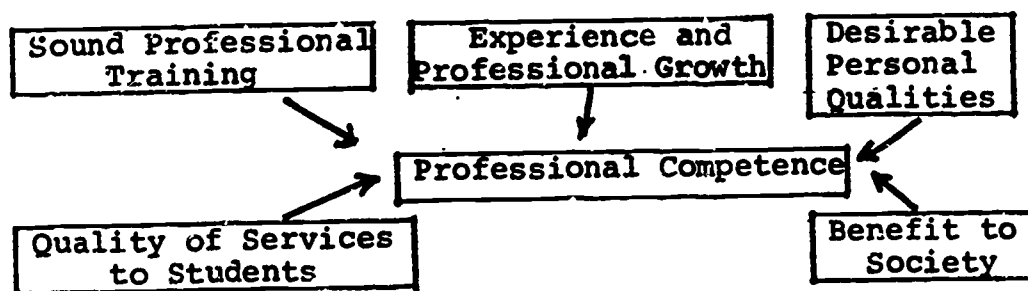 Sound Professional
Training
Experience and
Professional Growth
Desirable
Personal
Qualities
Professional Competence
Quality of Services
to Students
Benefit to
Society